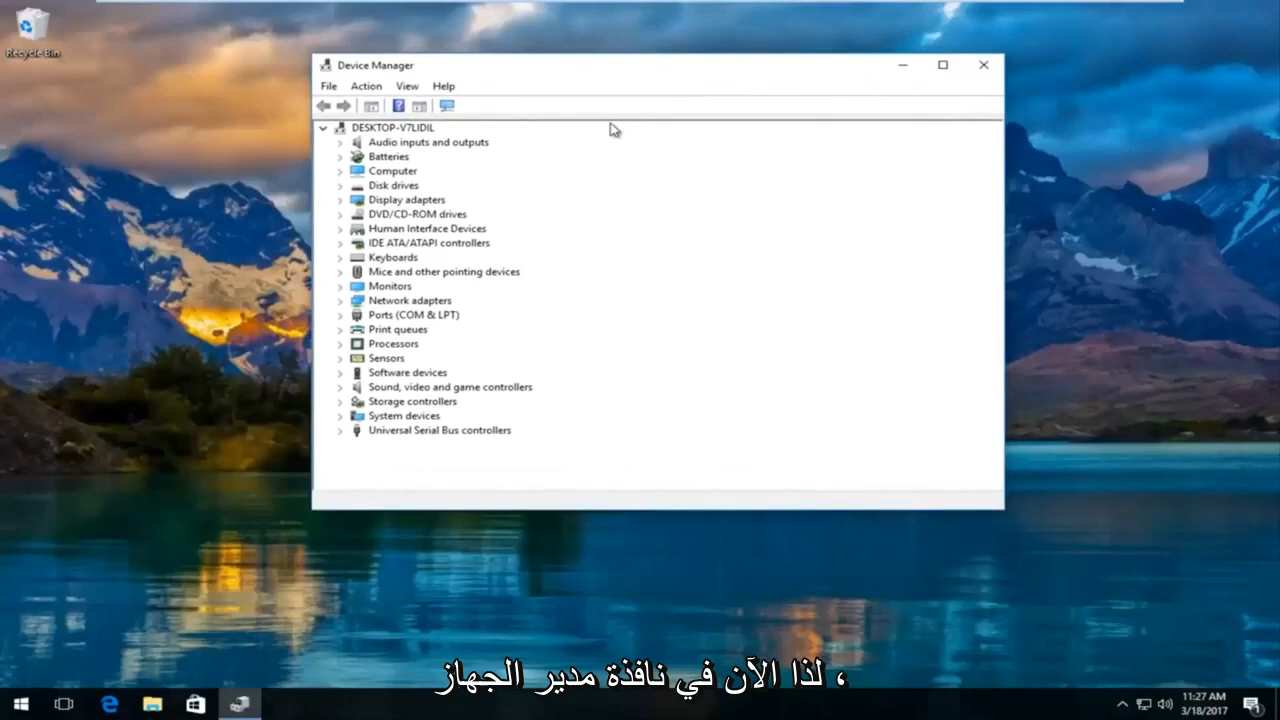 Recycle Bin
Device Manager
File Action View Help
DESKTOP-V7LIDIL
Audio inputs and outputs
Batteries
Computer
Disk drives
Display adapters
DVD/CD-ROM drives
Human Interface Devices
IDE ATA/ATAPI controllers
Keyboards
Mice and other pointing devices
Monitors
Network adapters
Ports (COM & LPT)
Print queues
Processors
Sensors
Software devices
Sound, video and game controllers
Storage controllers
System devices
Universal Serial Bus controllers
، لذا الآن في نافذة مدير الجهاز
11:27 AM
3/18/2017
1